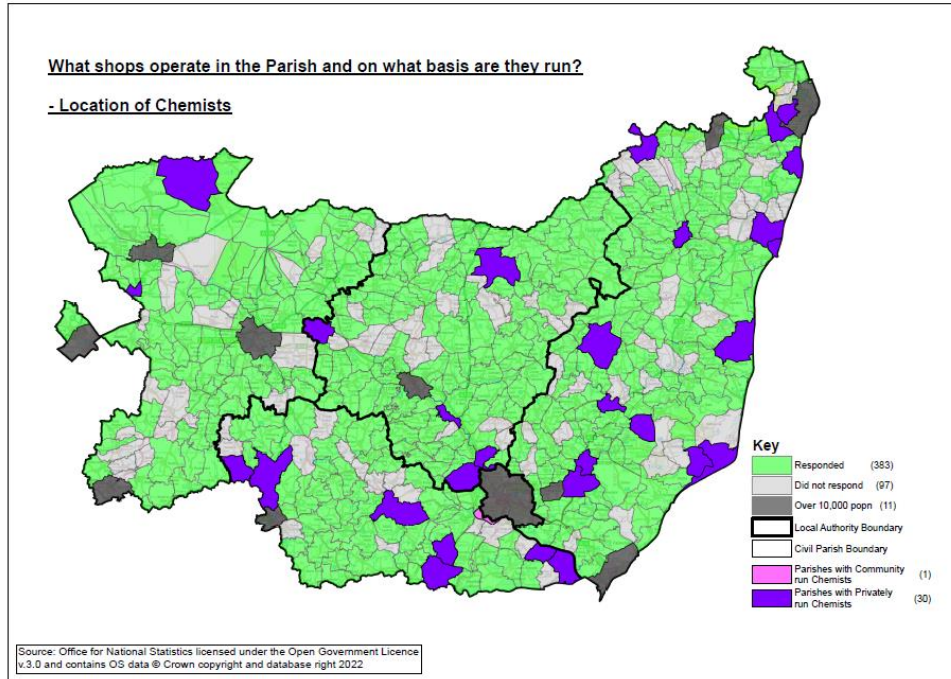 What shops operate in the Parish and on what basis are they run?
- Location of Chemists
Key
Responded (383)
Did not respond (97)
Over 10,000 popn (11)
Local Authority Boundary
Civil Parish Boundary
Parishes with Community
run Chemists (1)
Parishes with Privately
run Chemists (30)
Source: Office for National Statistics licensed under the Open Government Licence
v.3.0 and contains OS data © Crown copyright and database right 2022